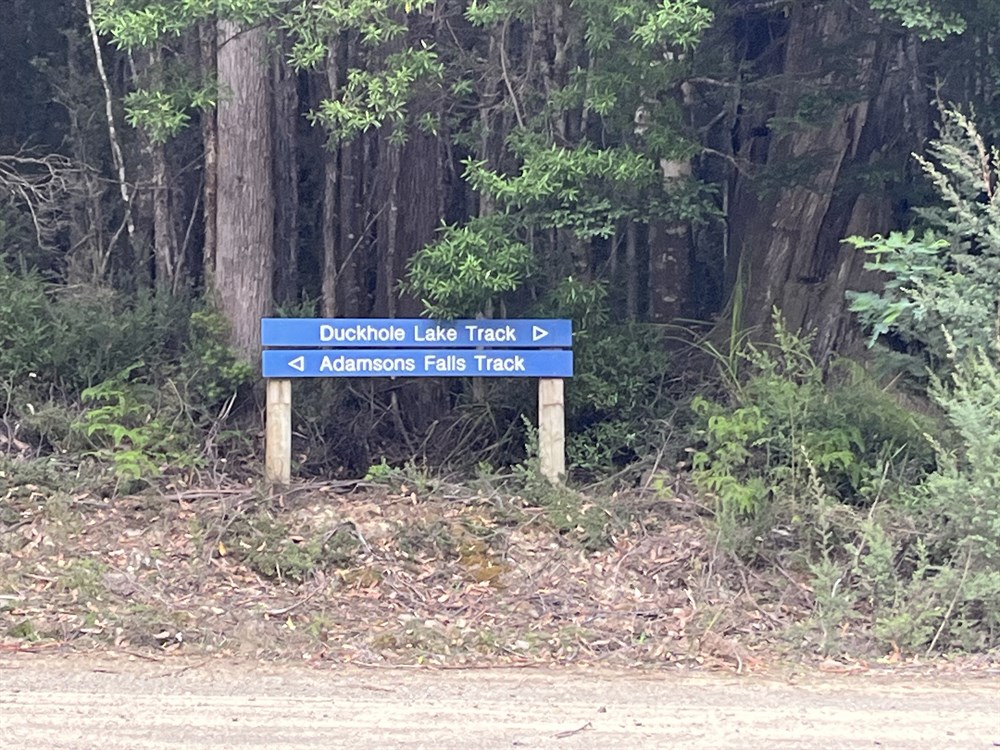 Duckhole Lake Track ▷
◁ Adamsons Falls Track